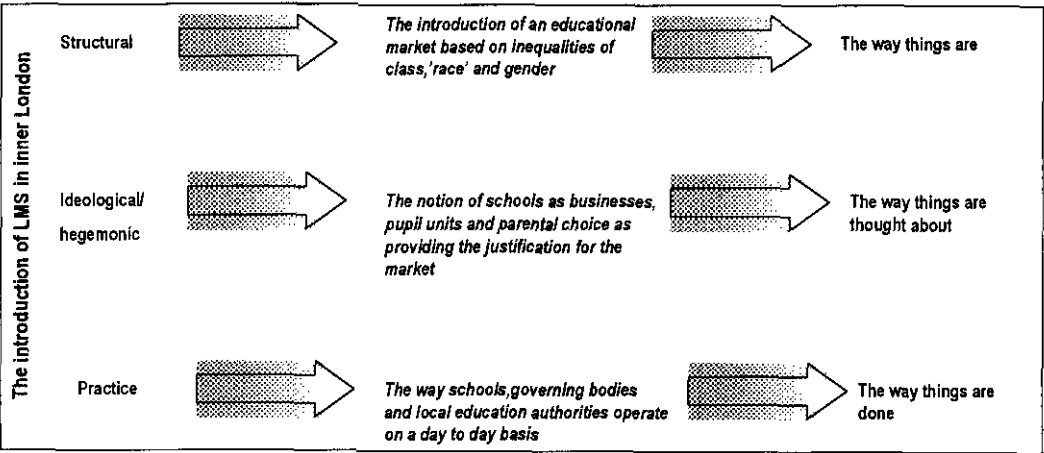 The introduction of LMS in inner London
Structural
The introduction of an educational
market based on inequalities of
class,'race' and gender
The way things are
Ideological/
hegemonic
The notion of schools as businesses,
pupil units and parental choice as
providing the justification for the
market
The way things are
thought about
Practice
The way schools,governing bodies
and local education authorities operate
on a day to day basis
The way things are
done